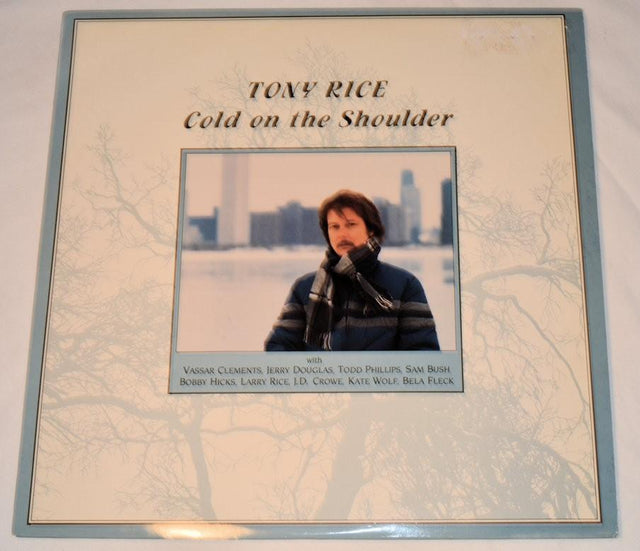 TONY RICE
Cold on the Shoulder
with
VASSAR CLEMENTS, JERRY DOUGLAS, TODD PHILLIPS, SAM BUSH
BOBBY HICKS, LARRY RICE, J.D. CROWE, KATE WOLF, BELA FLECK